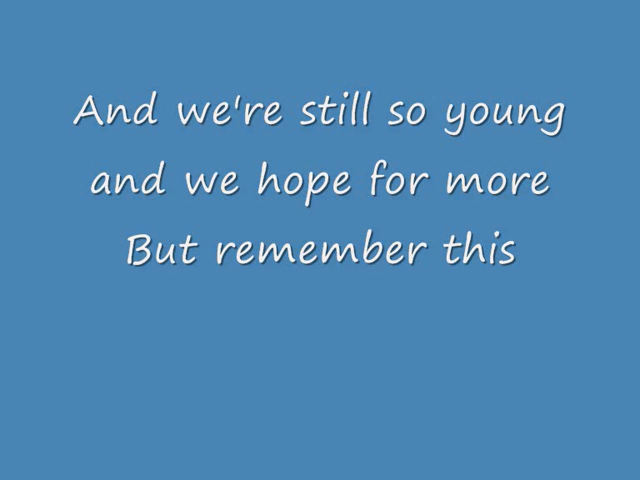 And we're still so young
and we hope for more
But remember this